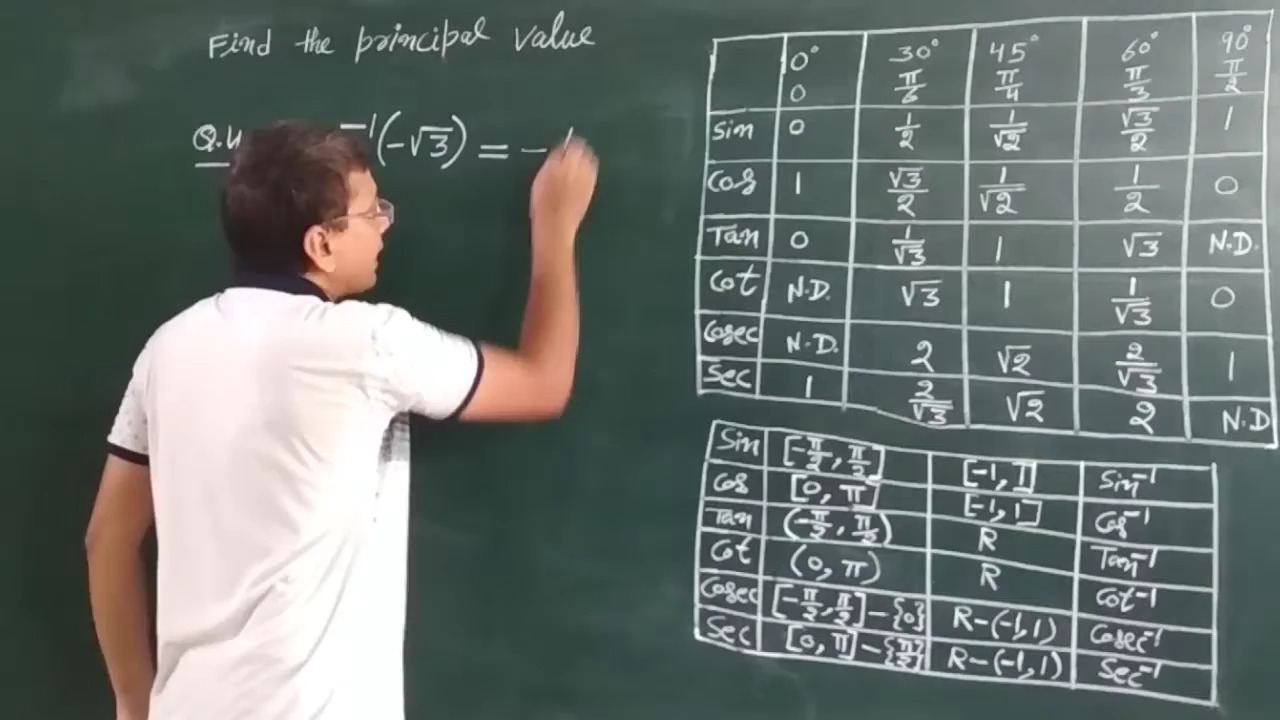 Find the principal value
Q.4 ⁻¹(-√3) = -
0° 30° 45° 60° 90°
0 π/6 π/4 π/3 π/2
Sin 0 1/2 1/√2 √3/2 1
Cos 1 √3/2 1/√2 1/2 0
Tan 0 1/√3 1 √3 N.D.
Cot N.D. √3 1 1/√3 0
Cosec N.D. 2 √2 2/√3 1
Sec 1 2/√3 √2 2 N.D
Sin [-π/2, π/2] [-1, 1] Sin⁻¹
Cos [0, π] [-1, 1] Cos⁻¹
Tan (-π/2, π/2) R Tan⁻¹
Cot (0, π) R Cot⁻¹
Cosec [-π/2, π/2] - {0} R-(-1,1) Cosec⁻¹
Sec [0, π] - {π/2} R-(-1,1) Sec⁻¹